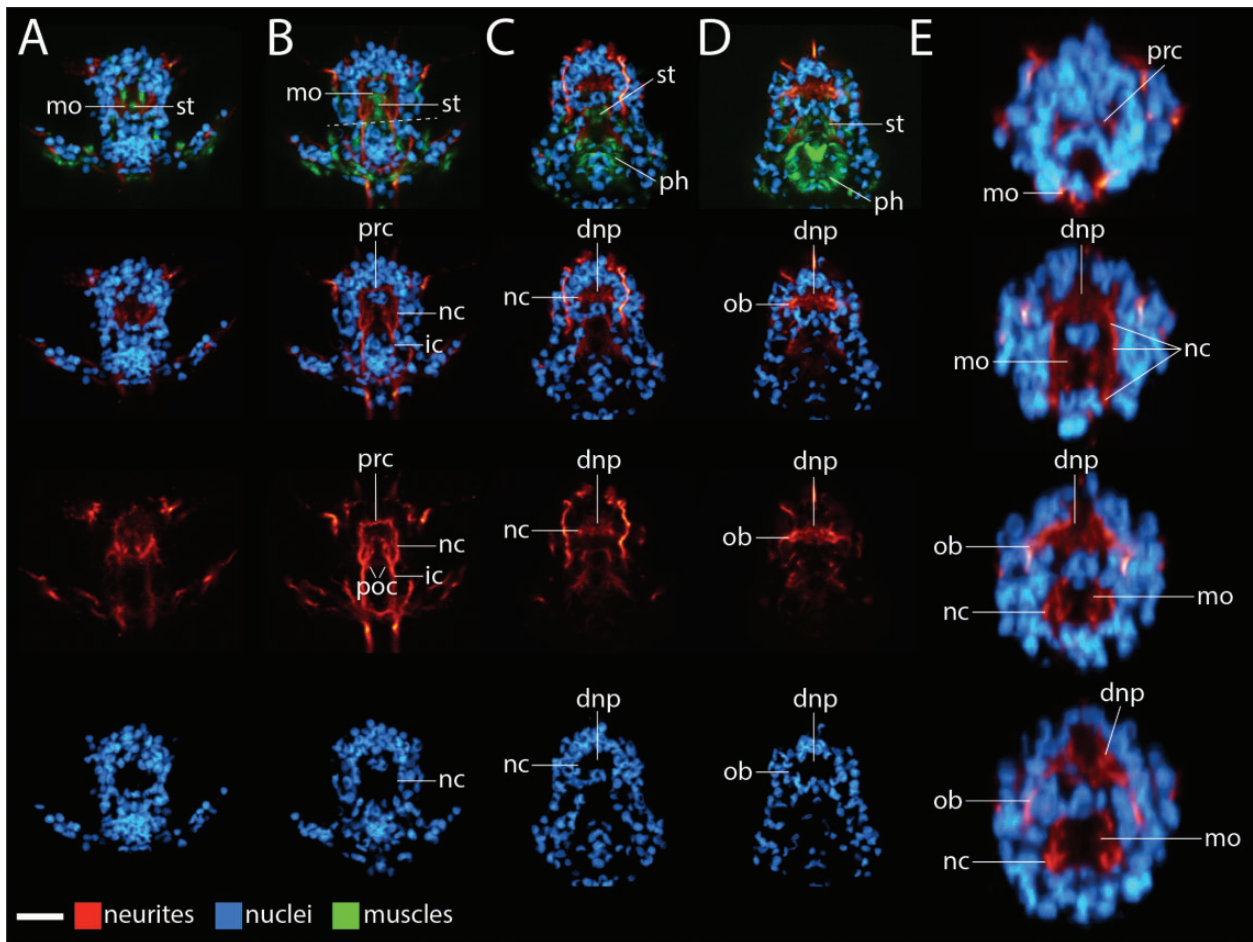 A B C D E
mo st
mo st
st
ph
st
ph
prc
mo
prc
nc
ic
dnp
nc
dnp
ob
dnp
mo nc
prc
nc
poc ic
dnp
nc
dnp
ob
dnp
ob
nc mo
nc
dnp
nc
dnp
ob
dnp
ob
nc mo
neurites nuclei muscles